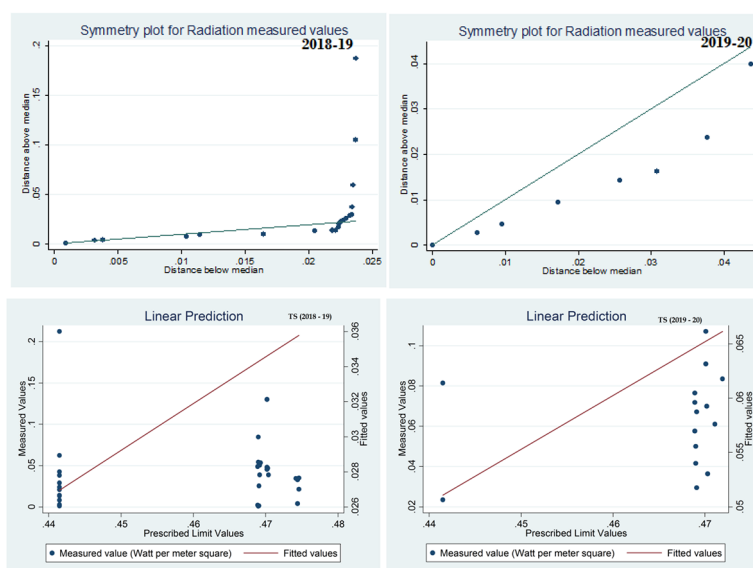 Symmetry plot for Radiation measured values
2018-19
Distance above median
.2
.15
.1
.05
0
0
.005
.01
.015
.02
.025
Distance below median
Symmetry plot for Radiation measured values
2019-20
Distance above median
.04
.03
.02
.01
0
0
.01
.02
.03
.04
Distance below median
Linear Prediction
TS (2018 - 19)
Measured Values
.2
.15
.1
.05
0
.036
.034
.032
.03
.028
.026
Fitted values
.44
.45
.46
.47
.48
Prescribed Limit Values
Measured value (Watt per meter square)
Fitted values
Linear Prediction
TS (2019 - 20)
Measured Values
.1
.08
.06
.04
.02
.065
.06
.055
.05
Fitted values
.44
.45
.46
.47
Prescribed Limit Values
Measured value (Watt per meter square)
Fitted values